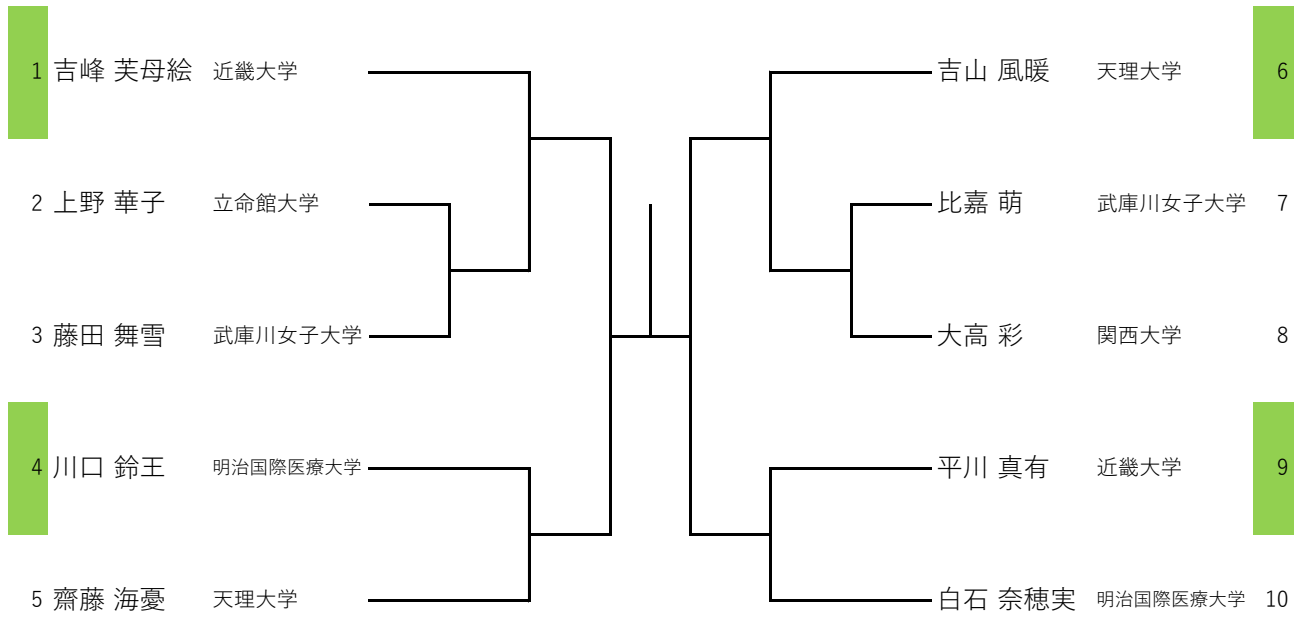 1 吉峰 芙母絵 近畿大学
2 上野 華子 立命館大学
3 藤田 舞雪 武庫川女子大学
4 川口 鈴王 明治国際医療大学
5 齋藤 海憂 天理大学
吉山 風暖 天理大学 6
比嘉 萌 武庫川女子大学 7
大高 彩 関西大学 8
平川 真有 近畿大学 9
白石 奈穂実 明治国際医療大学 10